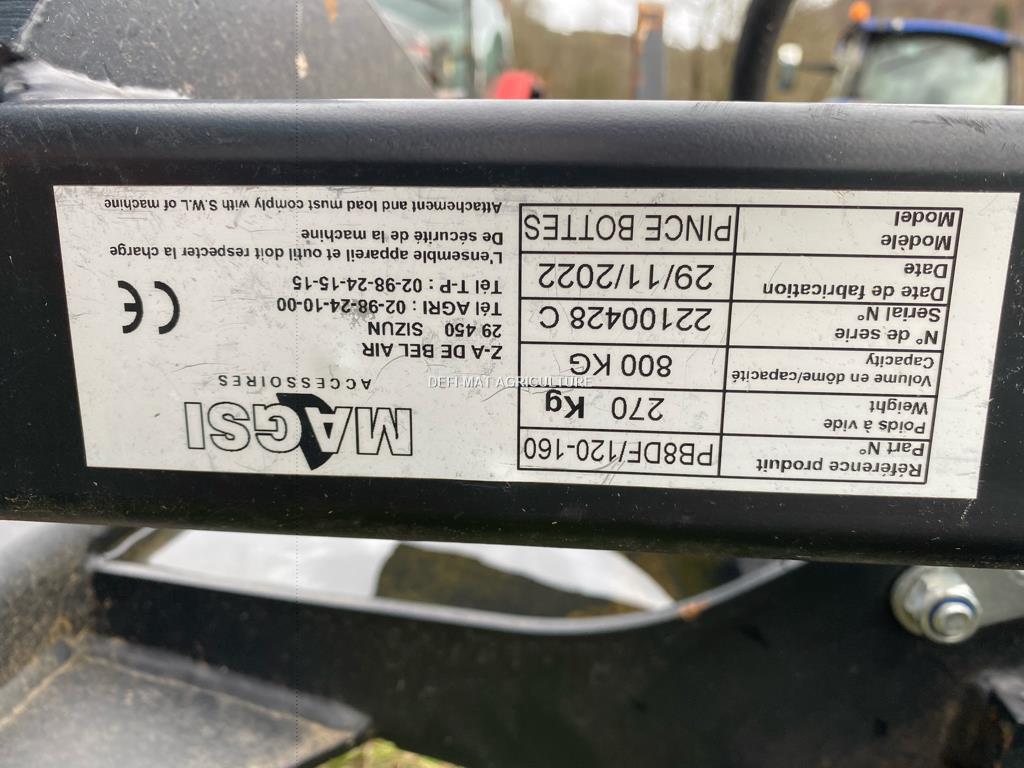 Référence produit
Part N°
PB8DF/120-160
Poids à vide
Weight
270 Kg
Volume en dôme/capacité
Capacity
800 KG
N° de serie
Serial N°
22100428 C
Date de fabrication
Date
29/11/2022
Modèle
Model
PINCE BOTTES
MAGSI
ACCESSOIRES
Z-A DE BEL AIR
29 450 SIZUN
Tél AGRI : 02-98-24-10-00
Tél T-P : 02-98-24-15-15
CE
L'ensemble appareil et outil doit respecter la charge
De sécurité de la machine
Attachement and load must comply with S.W.L of machine
DEFI-MAT AGRICULTURE